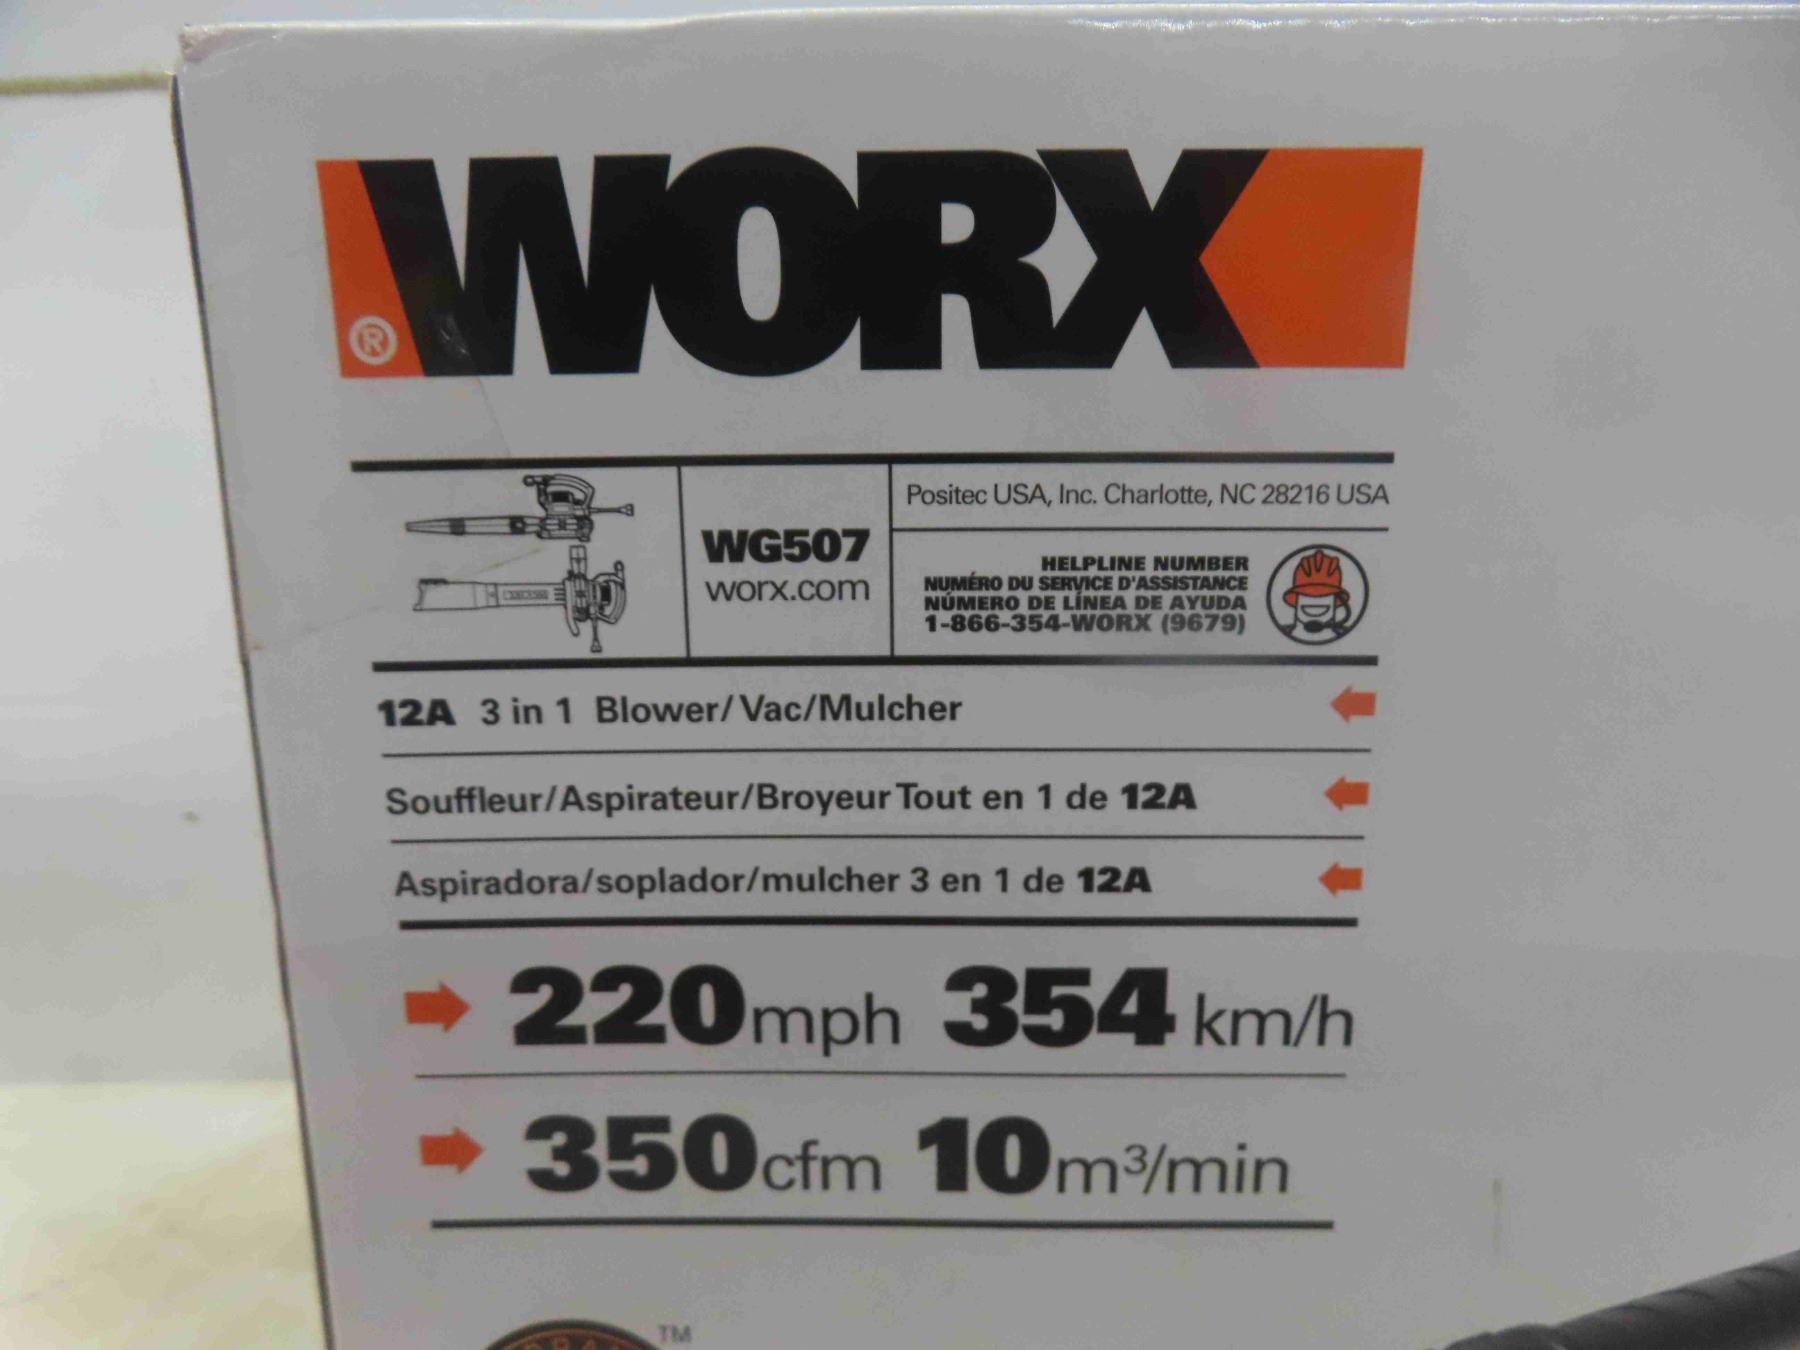 WORX
®
WG507
worx.com
Positec USA, Inc. Charlotte, NC 28216 USA
HELPLINE NUMBER
NUMÉRO DU SERVICE D'ASSISTANCE
NÚMERO DE LÍNEA DE AYUDA
1-866-354-WORX (9679)
12A 3 in 1 Blower/Vac/Mulcher
Souffleur/Aspirateur/Broyeur Tout en 1 de 12A
Aspiradora/soplador/mulcher 3 en 1 de 12A
220mph 354 km/h
350cfm 10m³/min
TM